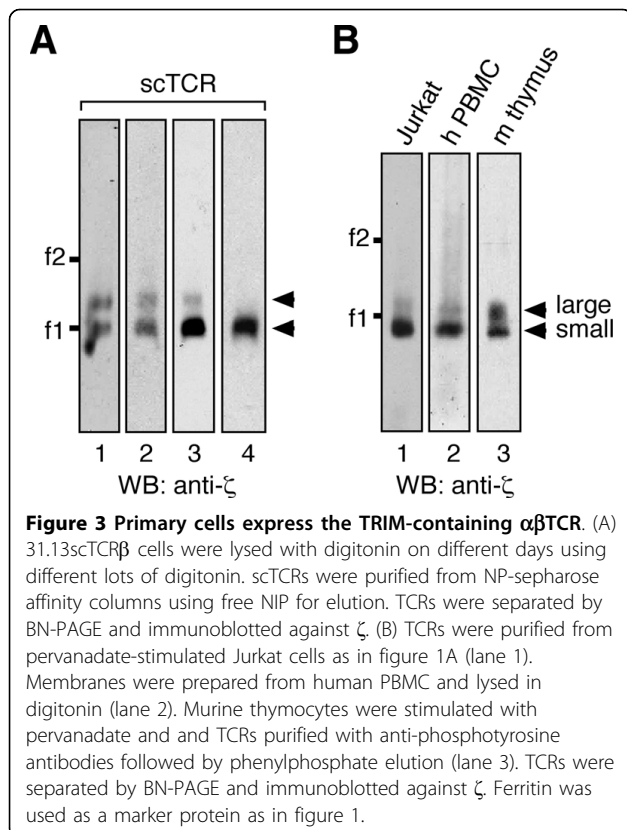 A
B
scTCR
Jurkat
h PBMC
m thymus
f2
f1
f2
f1
large
small
1 2 3 4
1 2 3
WB: anti-ζ
WB: anti-ζ
Figure 3 Primary cells express the TRIM-containing αβTCR. (A)
31.13scTCRβ cells were lysed with digitonin on different days using
different lots of digitonin. scTCRs were purified from NP-sepharose
affinity columns using free NIP for elution. TCRs were separated by
BN-PAGE and immunoblotted against ζ. (B) TCRs were purified from
pervanadate-stimulated Jurkat cells as in figure 1A (lane 1).
Membranes were prepared from human PBMC and lysed in
digitonin (lane 2). Murine thymocytes were stimulated with
pervanadate and and TCRs purified with anti-phosphotyrosine
antibodies followed by phenylphosphate elution (lane 3). TCRs were
separated by BN-PAGE and immunoblotted against ζ. Ferritin was
used as a marker protein as in figure 1.